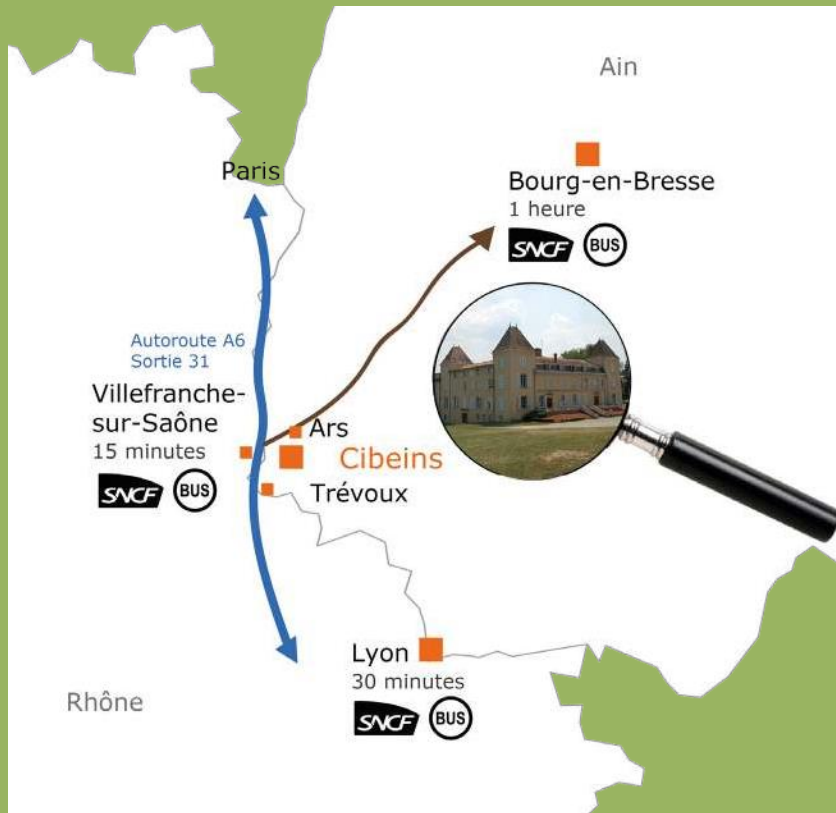 Ain
Paris
Bourg-en-Bresse
1 heure
SNCF BUS
Autoroute A6
Sortie 31
Villefranche-
sur-Saône
15 minutes
SNCF BUS
Ars
Cibeins
Trévoux
Lyon
30 minutes
SNCF BUS
Rhône